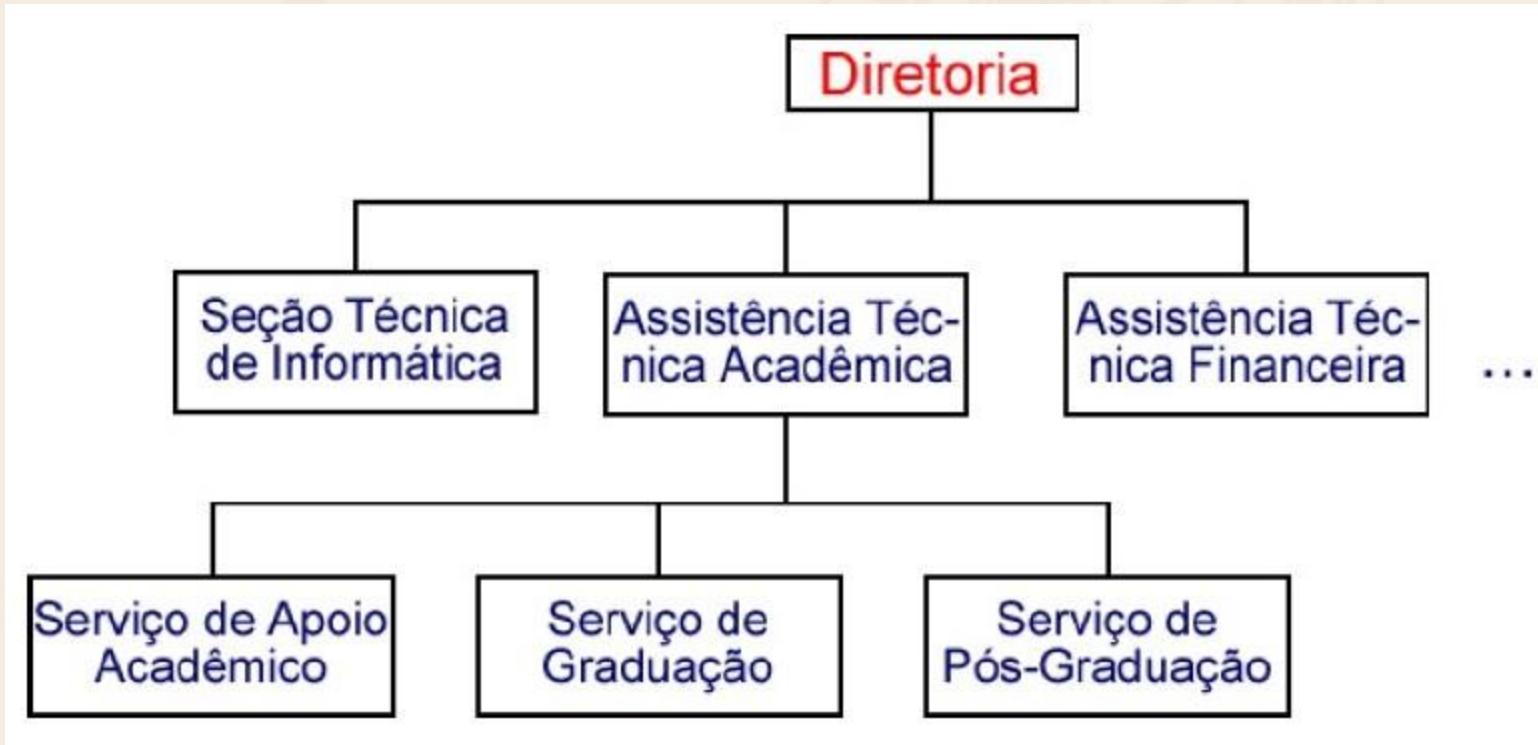 Diretoria
Seção Técnica
de Informática
Assistência Téc-
nica Acadêmica
Assistência Téc-
nica Financeira
...
Serviço de Apoio
Acadêmico
Serviço de
Graduação
Serviço de
Pós-Graduação